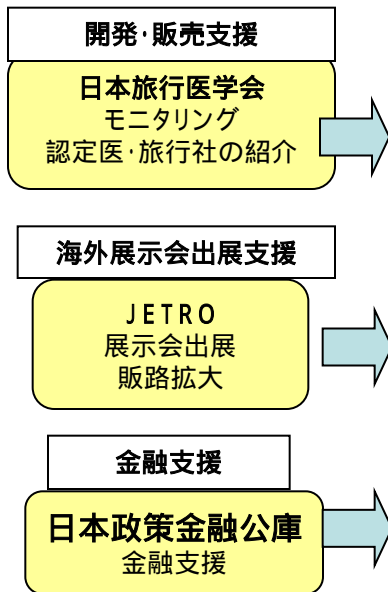 開発・販売支援
日本旅行医学会
モニタリング
認定医・旅行社の紹介
海外展示会出展支援
JETRO
展示会出展
販路拡大
金融支援
日本政策金融公庫
金融支援